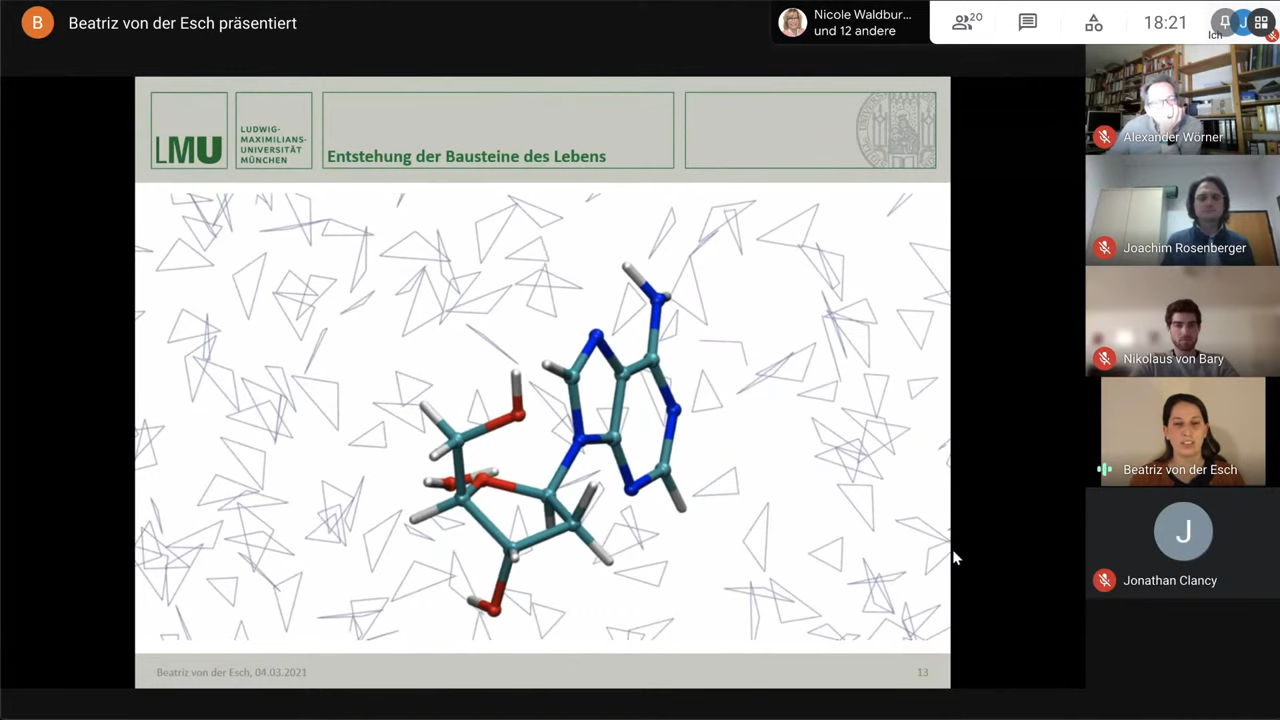 B
Beatriz von der Esch präsentiert
Nicole Waldbur...
und 12 andere
20
18:21
J
Ich
LMU
LUDWIG-
MAXIMILIANS-
UNIVERSITÄT
MÜNCHEN
Entstehung der Bausteine des Lebens
Alexander Wörner
Joachim Rosenberger
Nikolaus von Bary
Beatriz von der Esch
J
Jonathan Clancy
Beatriz von der Esch, 04.03.2021
13